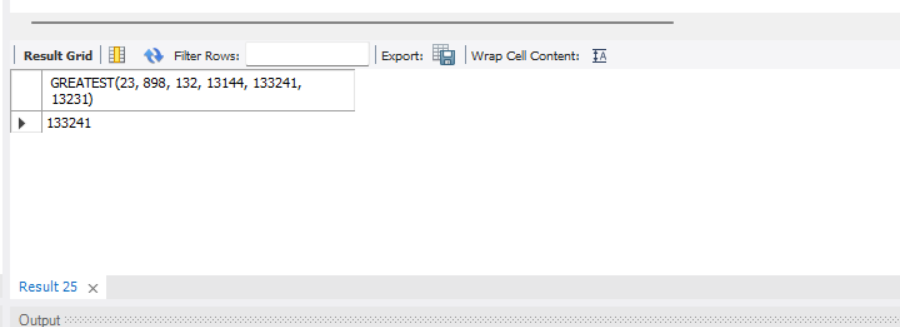 Result Grid Filter Rows: Export: Wrap Cell Content: IA
GREATEST(23, 898, 132, 13144, 133241,
13231)
133241
Result 25 ×
Output